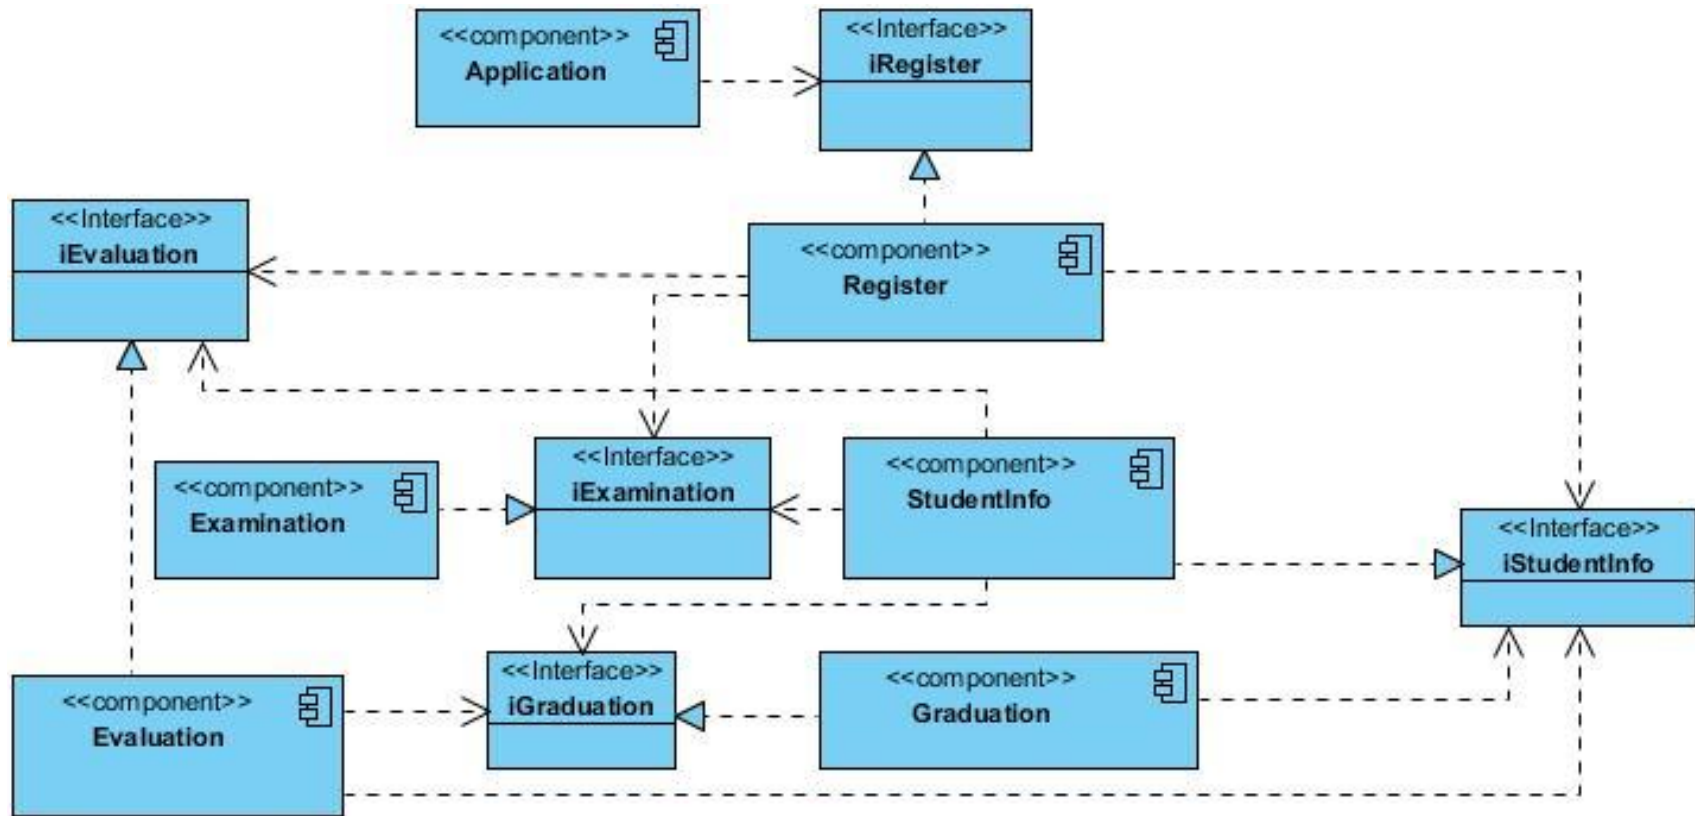 <<component>>
Application
<<Interface>>
iRegister
<<Interface>>
iEvaluation
<<component>>
Register
<<component>>
Examination
<<Interface>>
iExamination
<<component>>
StudentInfo
<<Interface>>
iStudentInfo
<<component>>
Evaluation
<<Interface>>
iGraduation
<<component>>
Graduation